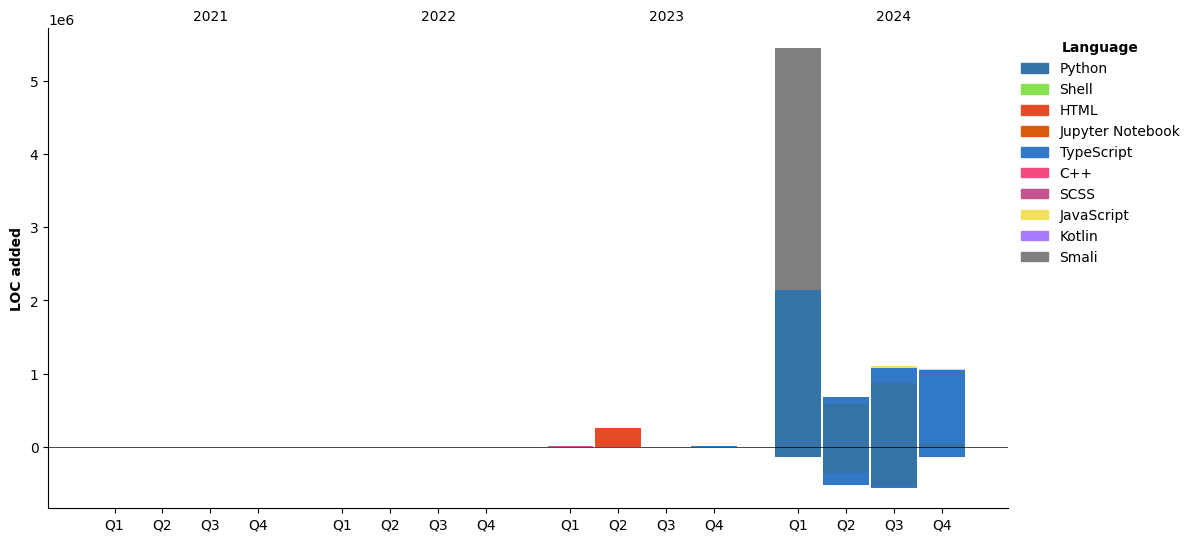 1e6
2021 2022 2023 2024
LOC added
5
4
3
2
1
0
Q1 Q2 Q3 Q4 Q1 Q2 Q3 Q4 Q1 Q2 Q3 Q4 Q1 Q2 Q3 Q4
Language
Python
Shell
HTML
Jupyter Notebook
TypeScript
C++
SCSS
JavaScript
Kotlin
Smali